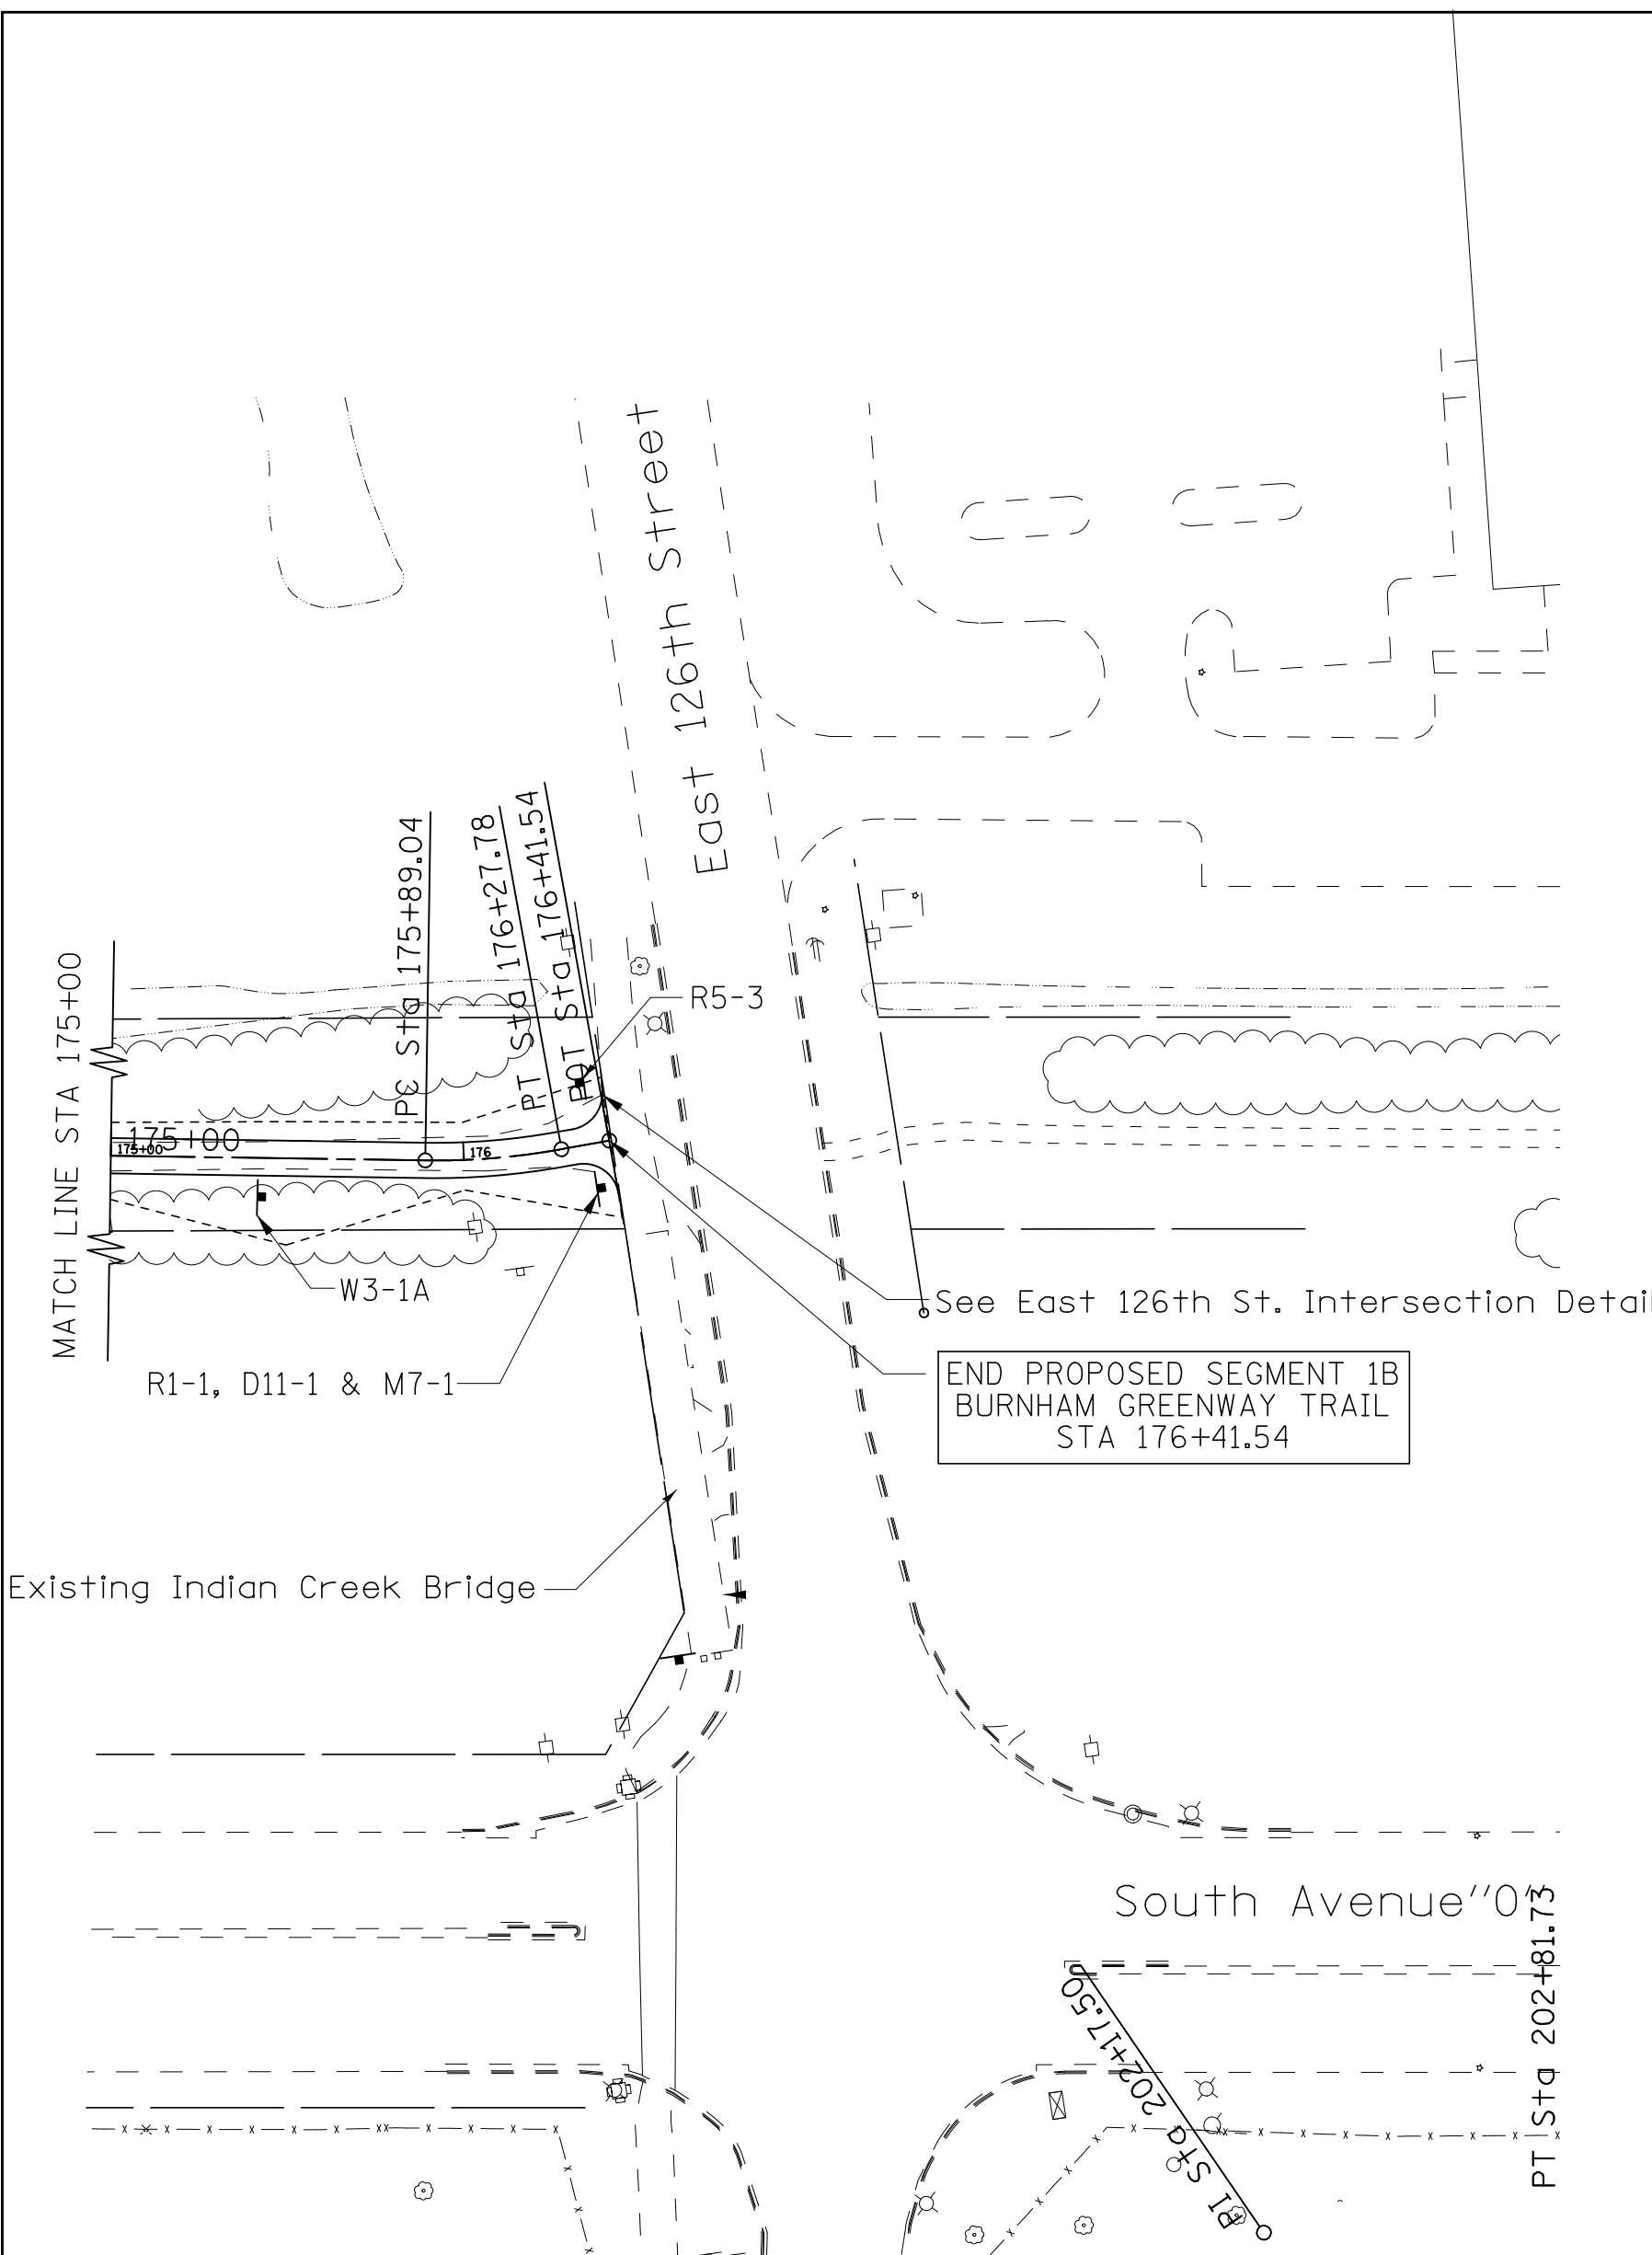 East 126th Street
PC Sta 175+89.04
PT Sta 176+27.78
POT Sta 176+41.54
MATCH LINE STA 175+00
R5-3
175+00
175+00
176
W3-1A
See East 126th St. Intersection Detail
R1-1, D11-1 & M7-1
END PROPOSED SEGMENT 1B
BURNHAM GREENWAY TRAIL
STA 176+41.54
Existing Indian Creek Bridge
South Avenue"O"
PT Sta 202+81.73
PI Sta 202+17.50